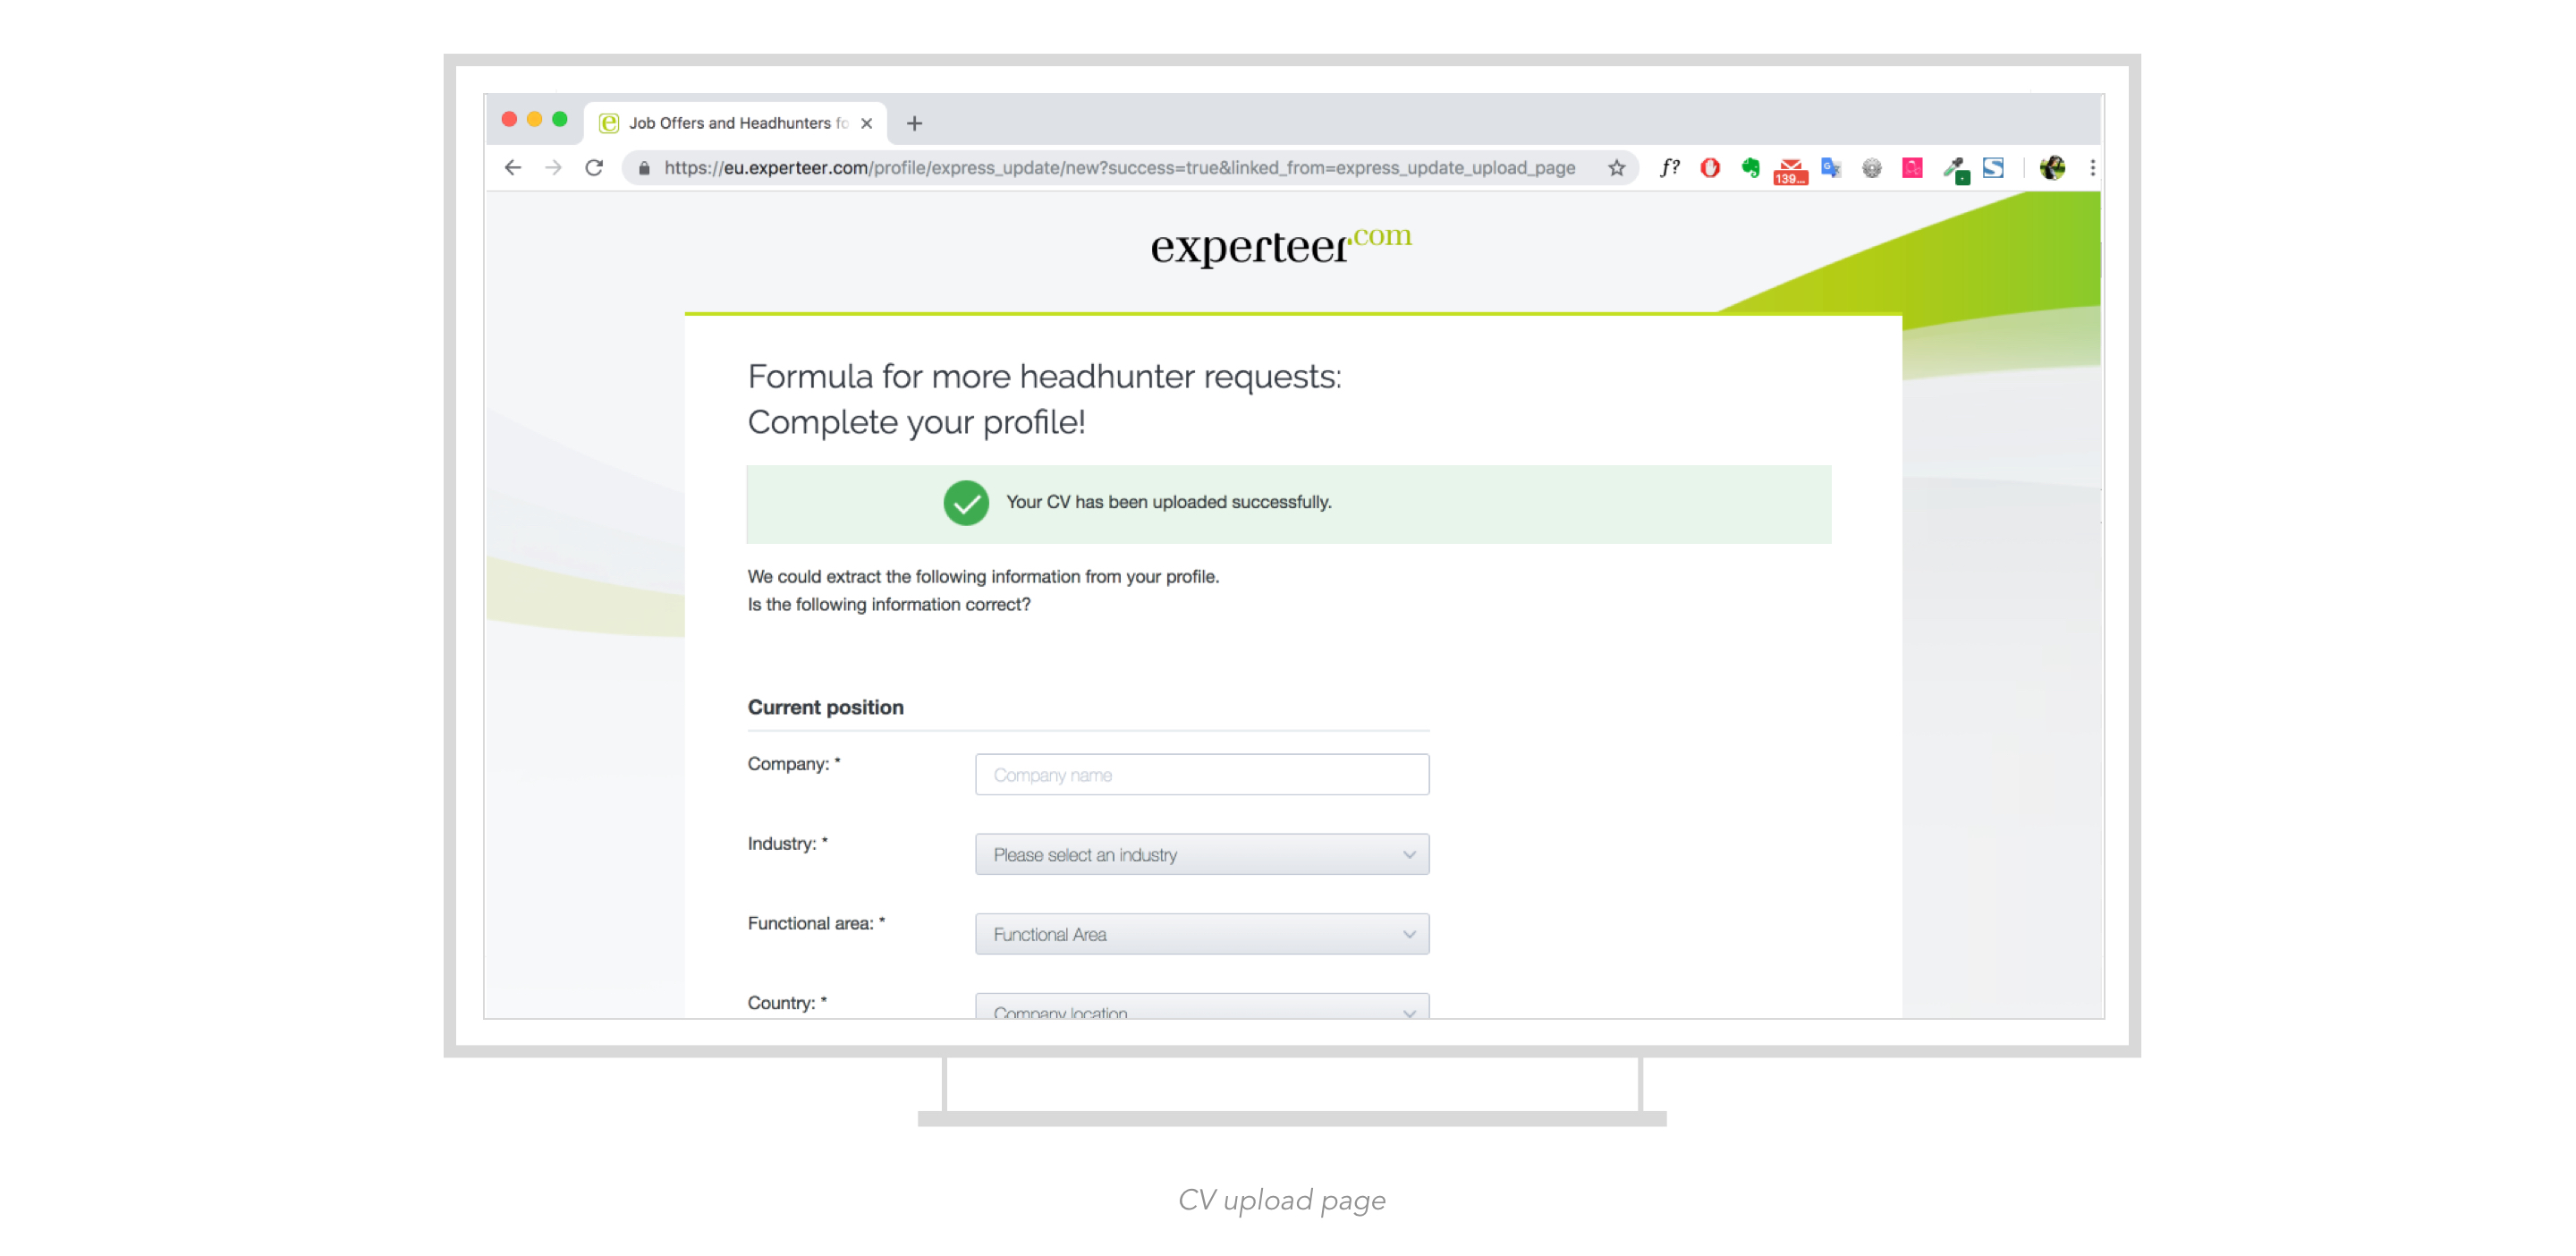 Job Offers and Headhunters fo
https://eu.experteer.com/profile/express_update/new?success=true&linked_from=express_update_upload_page
f?
139...
experteer.com
Formula for more headhunter requests:
Complete your profile!
Your CV has been uploaded successfully.
We could extract the following information from your profile.
Is the following information correct?
Current position
Company: *
Company name
Industry: *
Please select an industry
Functional area: *
Functional Area
Country: *
Company location
CV upload page